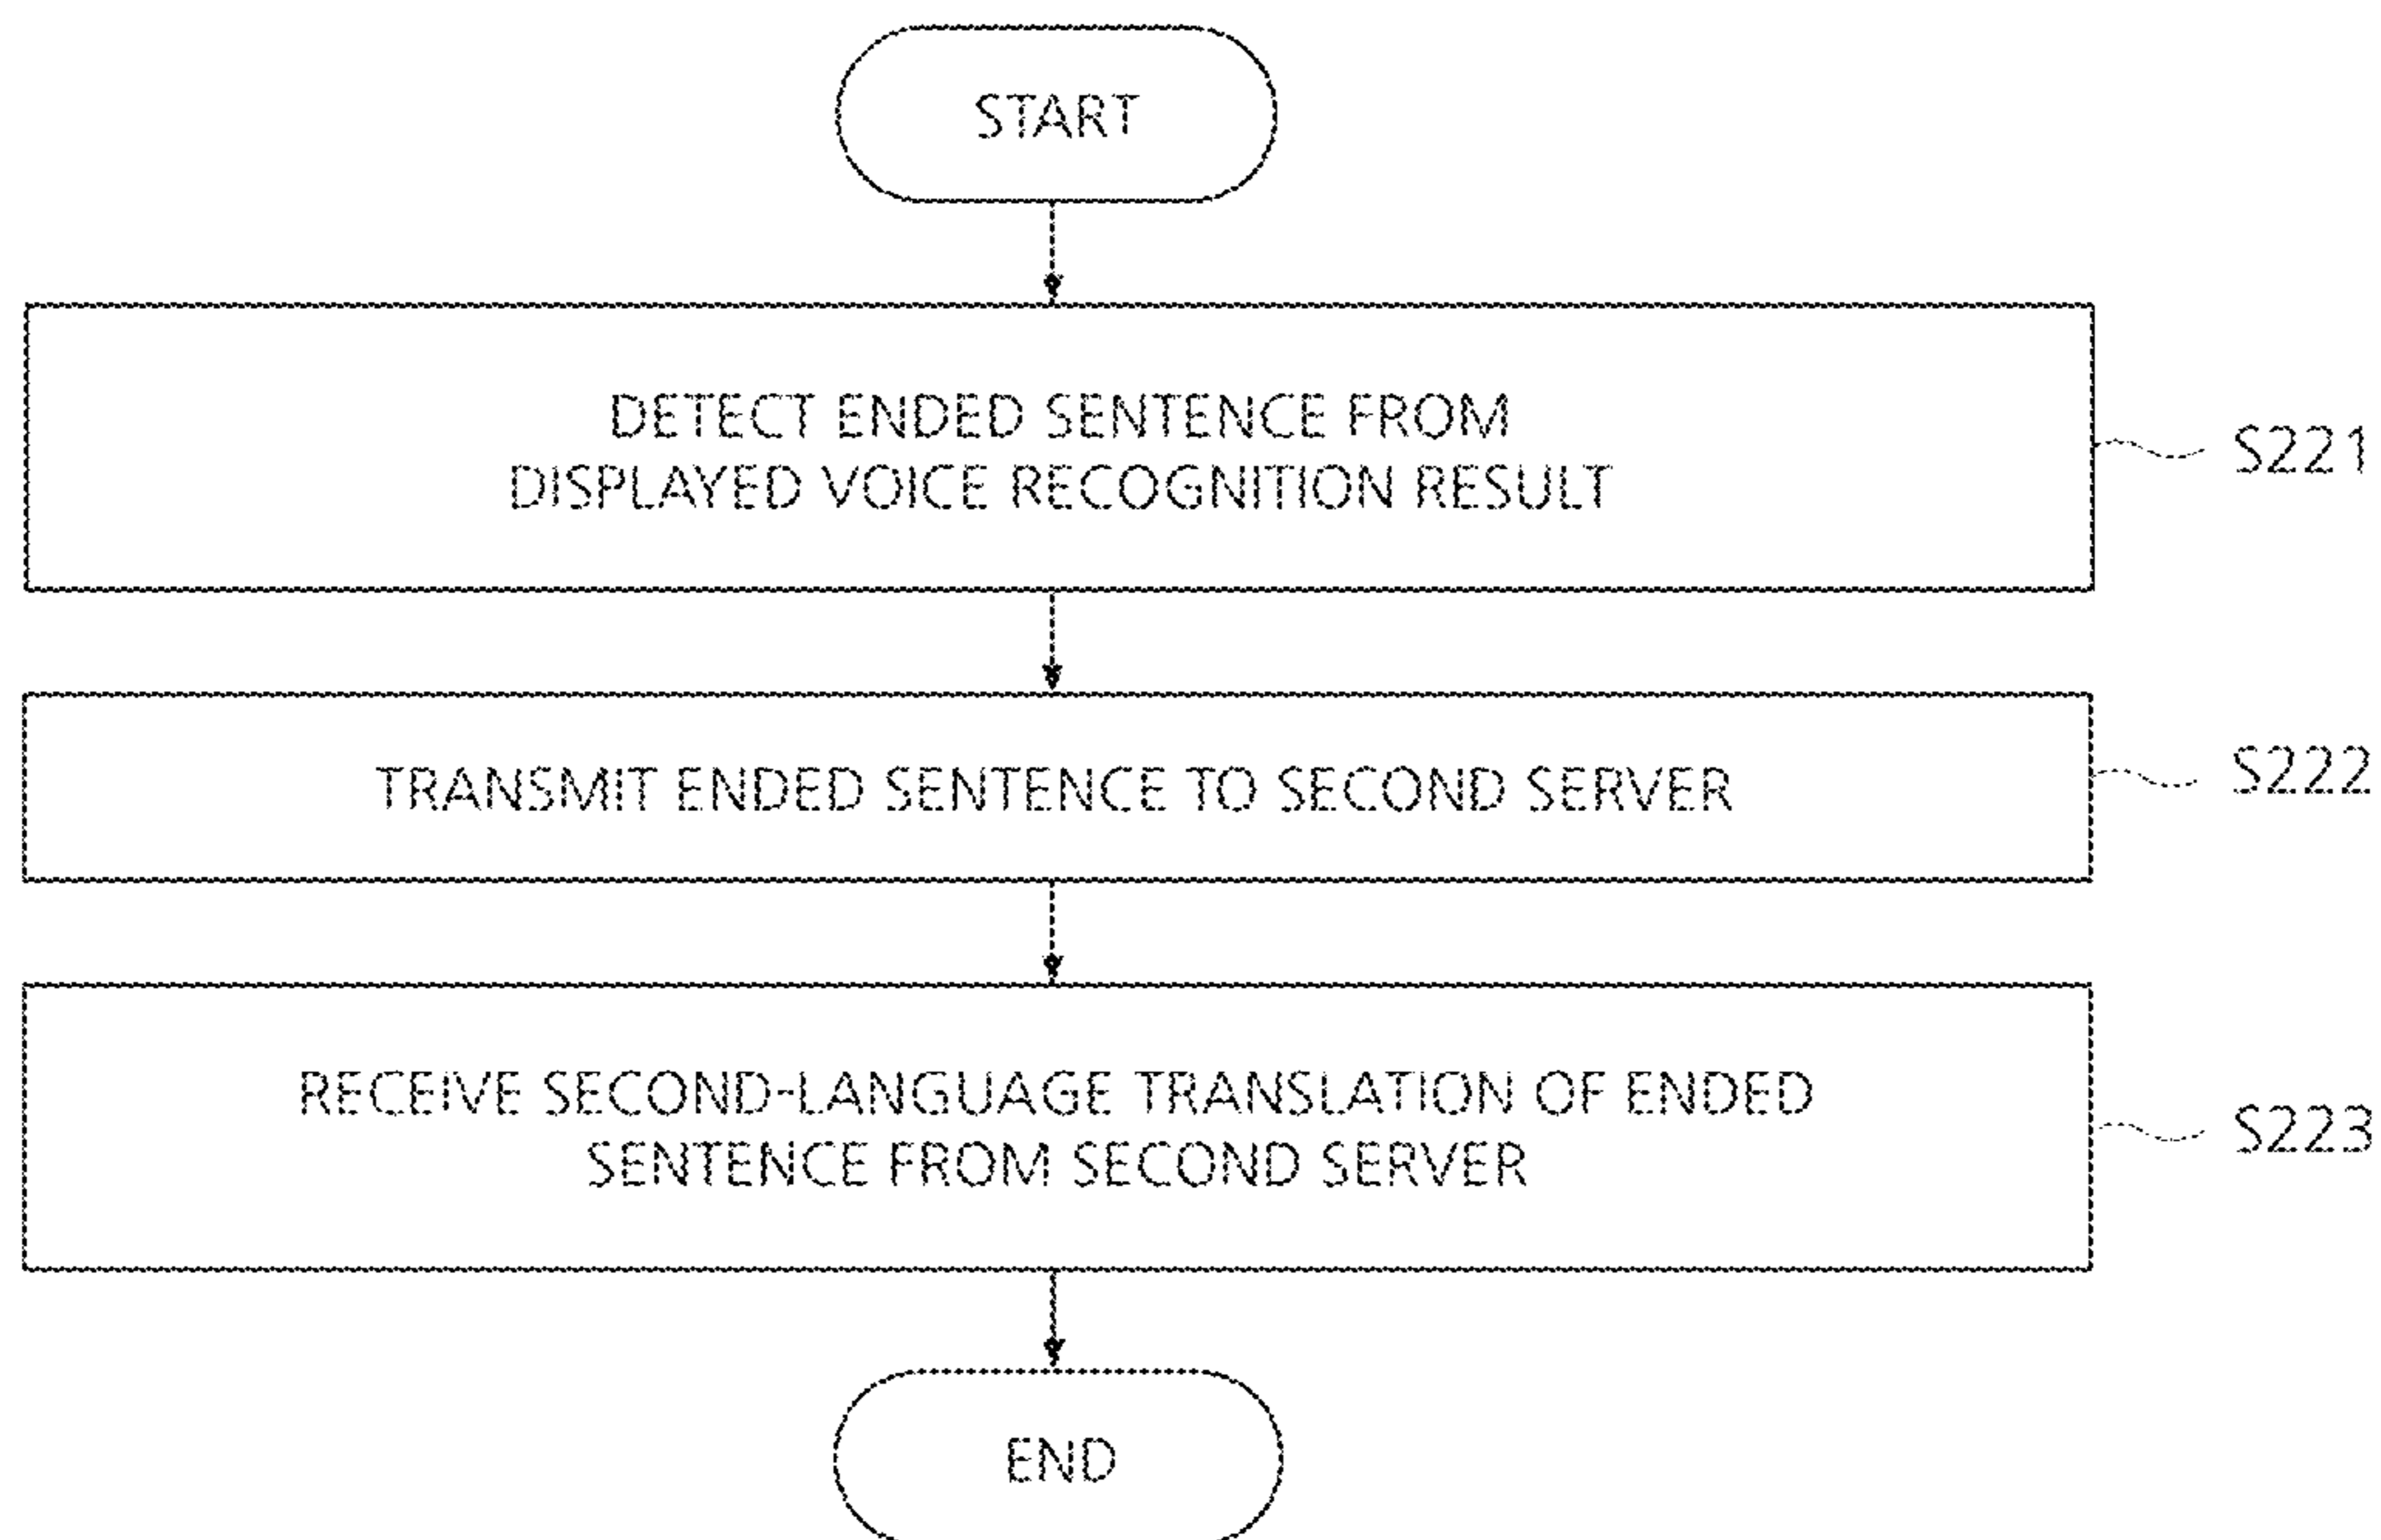 START
DETECT ENDED SENTENCE FROM
DISPLAYED VOICE RECOGNITION RESULT
S221
TRANSMIT ENDED SENTENCE TO SECOND SERVER
S222
RECEIVE SECOND-LANGUAGE TRANSLATION OF ENDED
SENTENCE FROM SECOND SERVER
S223
END